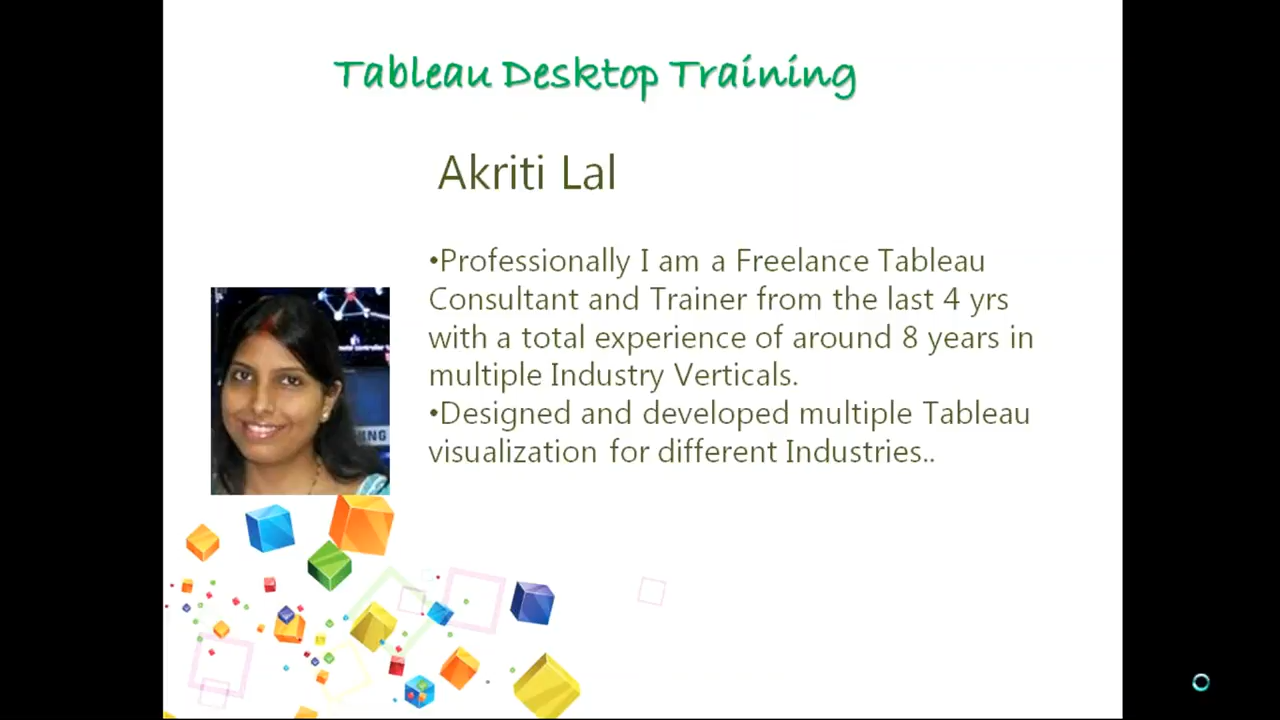 Tableau Desktop Training
Akriti Lal
•Professionally I am a Freelance Tableau
Consultant and Trainer from the last 4 yrs
with a total experience of around 8 years in
multiple Industry Verticals.
•Designed and developed multiple Tableau
visualization for different Industries..